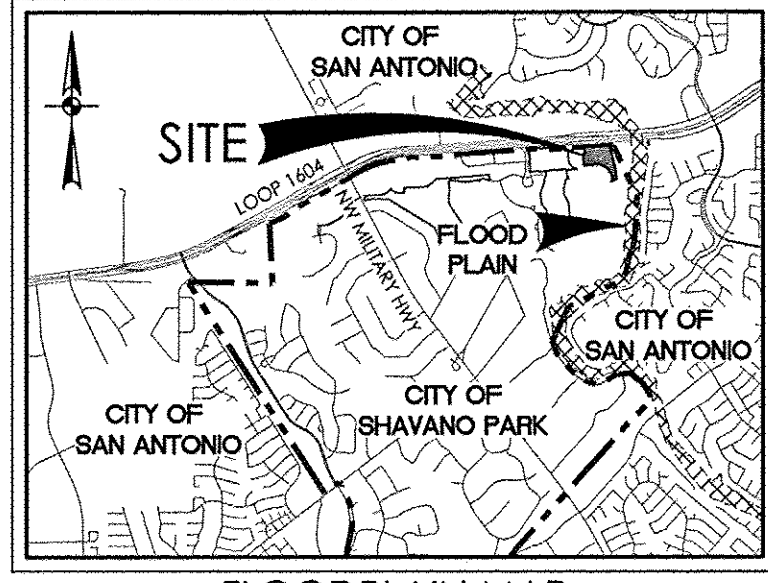 CITY OF
SAN ANTONIO
SITE
LOOP 1604
NW MILITARY HWY
FLOOD
PLAIN
CITY OF
SAN ANTONIO
CITY OF
SHAVANO PARK
CITY OF
SAN ANTONIO